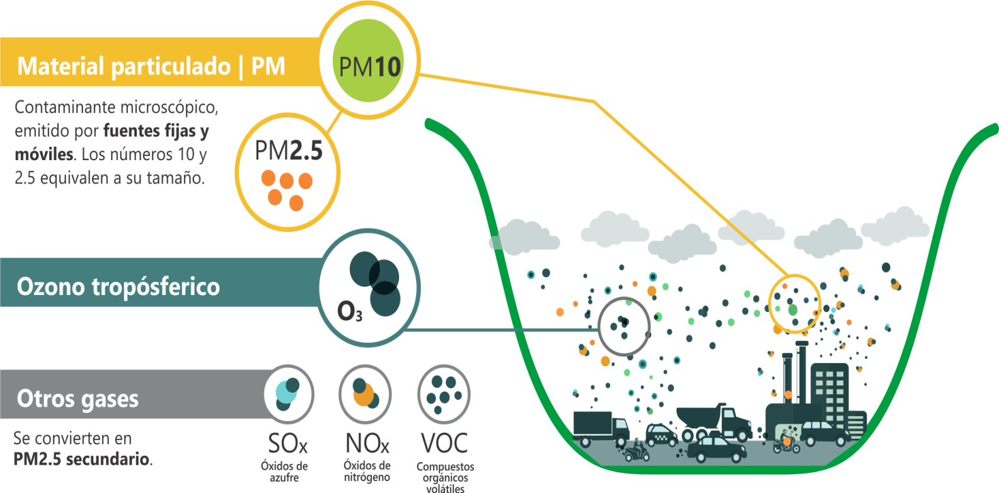 Material particulado | PM
PM10
Contaminante microscópico,
emitido por fuentes fijas y
móviles. Los números 10 y
2.5 equivalen a su tamaño.
PM2.5
Ozono tropósferico
O₃
Otros gases
Se convierten en
PM2.5 secundario.
SOx
Óxidos de
azufre
NOx
Óxidos de
nitrógeno
VOC
Compuestos
orgánicos
volátiles